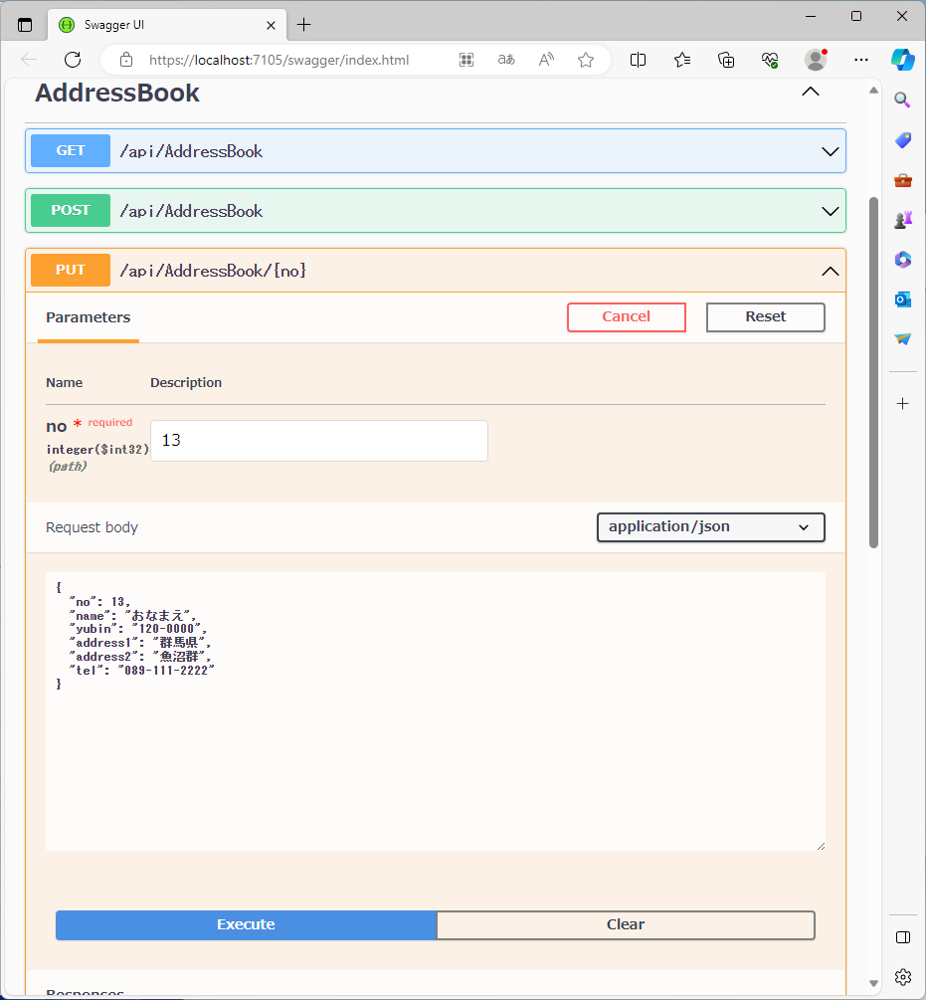 Swagger UI
https://localhost:7105/swagger/index.html
AddressBook
GET /api/AddressBook
POST /api/AddressBook
PUT /api/AddressBook/{no}
Parameters
Cancel
Reset
Name Description
no * required
integer($int32)
(path)
13
Request body
application/json
{
"no": 13,
"name": "おなまえ",
"yubin": "120-0000",
"address1": "群馬県",
"address2": "魚沼群",
"tel": "089-111-2222"
}
Execute
Clear
Responses